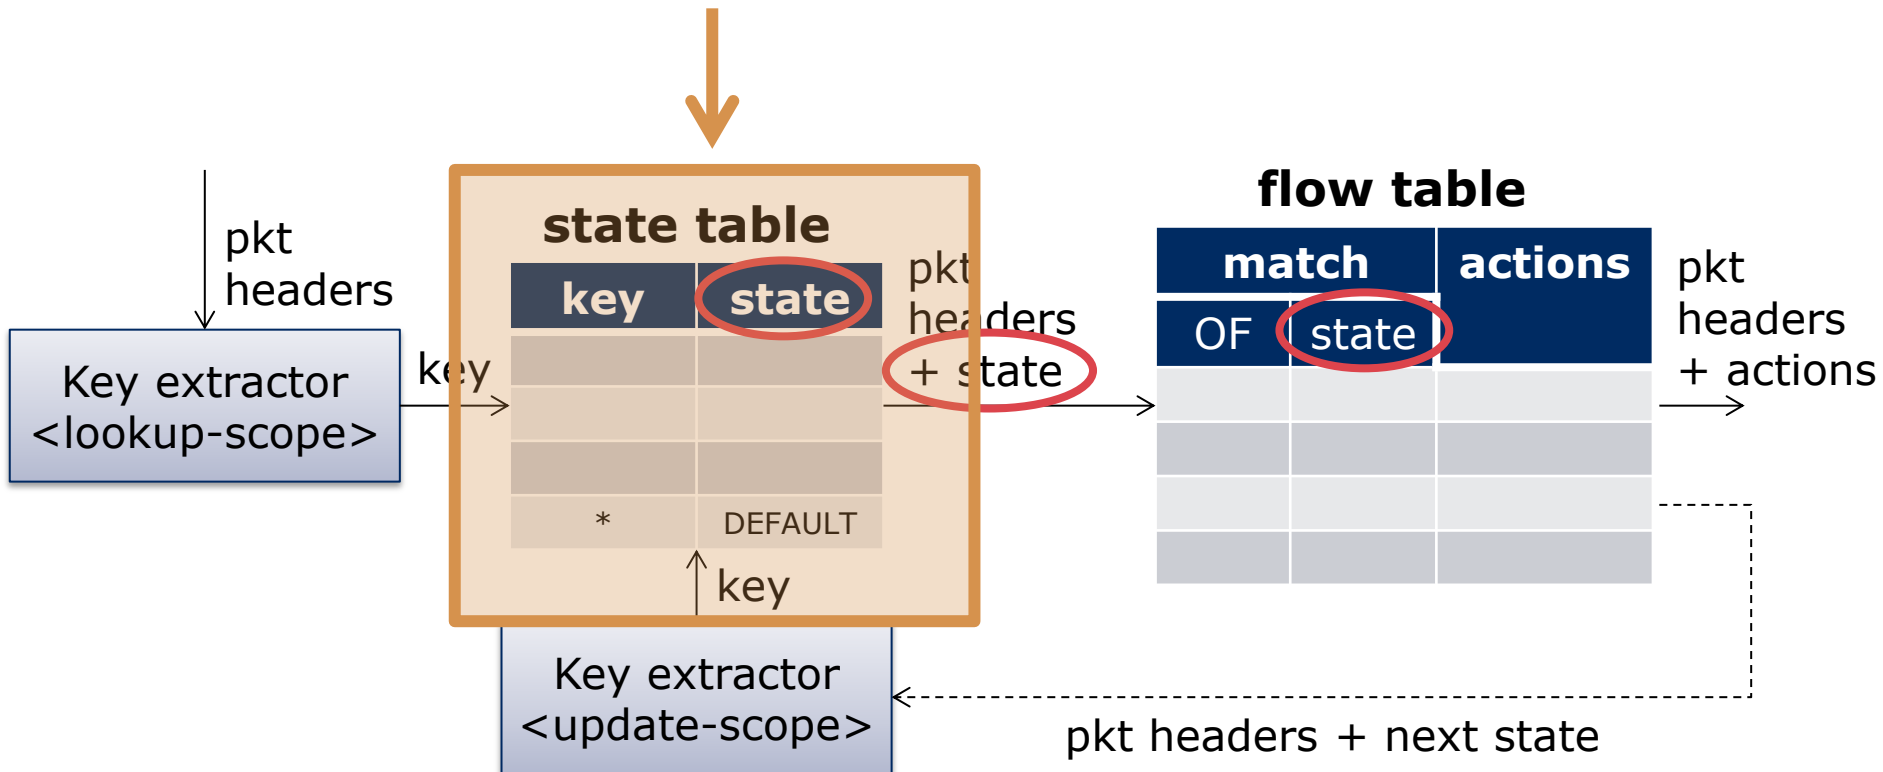 pkt
headers
Key extractor
<lookup-scope>
key
state table
key state
* DEFAULT
key
Key extractor
<update-scope>
pkt
headers
+ state
flow table
match actions
OF state
pkt
headers
+ actions
pkt headers + next state